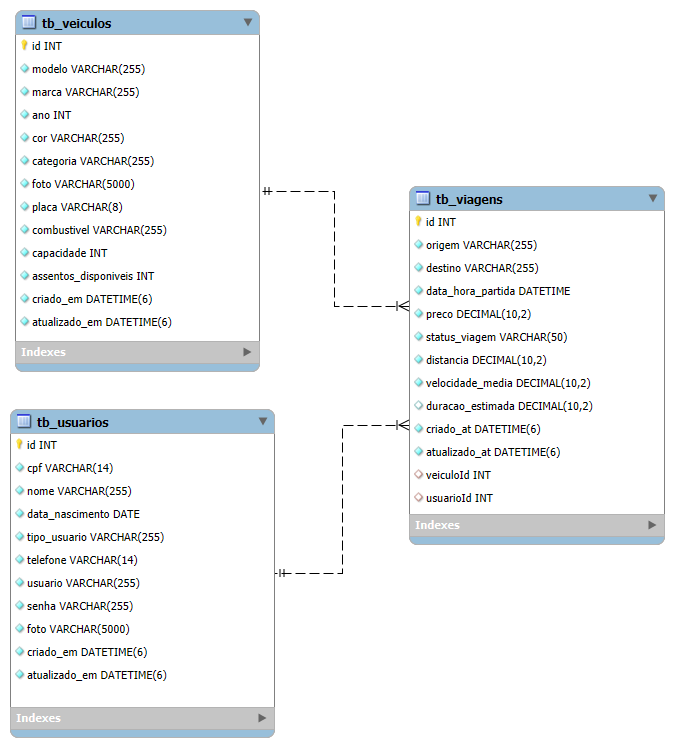 tb_veiculos
id INT
modelo VARCHAR(255)
marca VARCHAR(255)
ano INT
cor VARCHAR(255)
categoria VARCHAR(255)
foto VARCHAR(5000)
placa VARCHAR(8)
combustivel VARCHAR(255)
capacidade INT
assentos_disponiveis INT
criado_em DATETIME(6)
atualizado_em DATETIME(6)
Indexes
tb_viagens
id INT
origem VARCHAR(255)
destino VARCHAR(255)
data_hora_partida DATETIME
preco DECIMAL(10,2)
status_viagem VARCHAR(50)
distancia DECIMAL(10,2)
velocidade_media DECIMAL(10,2)
duracao_estimada DECIMAL(10,2)
criado_at DATETIME(6)
atualizado_at DATETIME(6)
veiculoId INT
usuarioId INT
Indexes
tb_usuarios
id INT
cpf VARCHAR(14)
nome VARCHAR(255)
data_nascimento DATE
tipo_usuario VARCHAR(255)
telefone VARCHAR(14)
usuario VARCHAR(255)
senha VARCHAR(255)
foto VARCHAR(5000)
criado_em DATETIME(6)
atualizado_em DATETIME(6)
Indexes